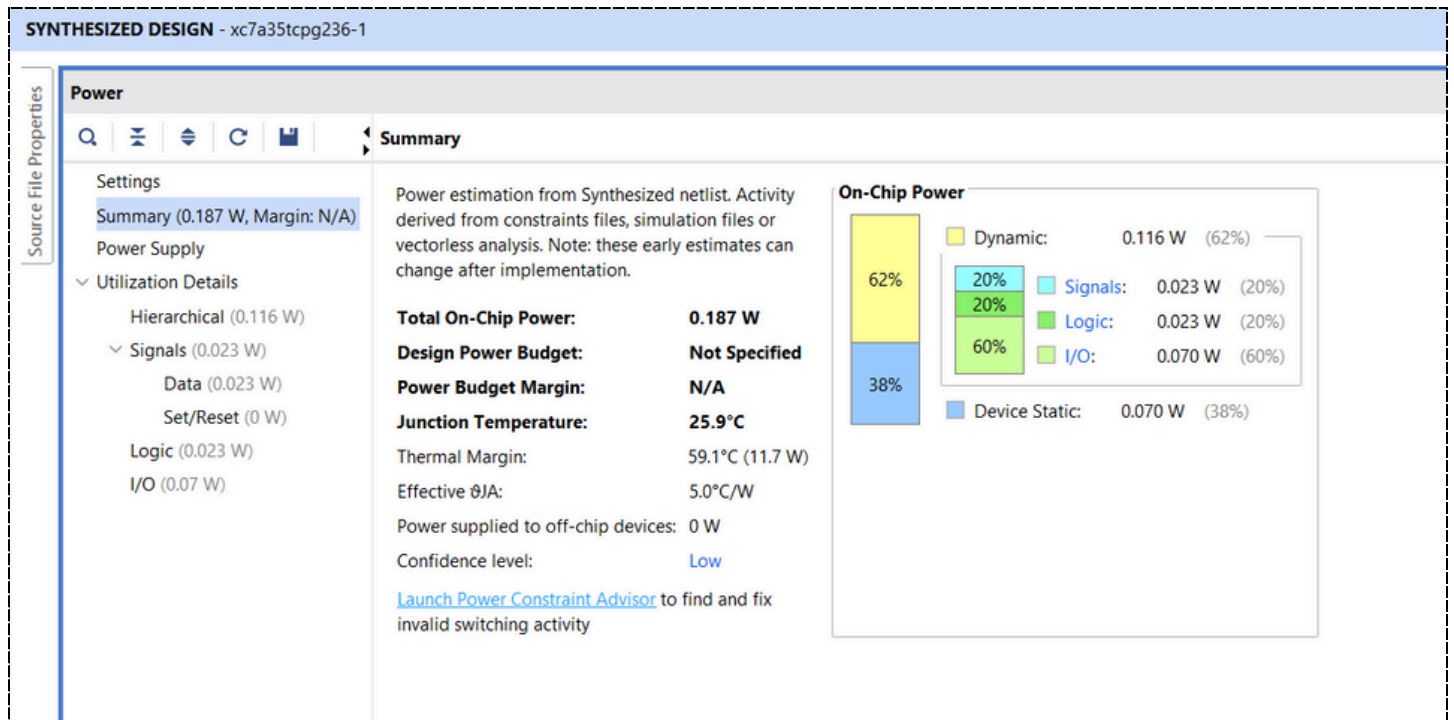 SYNTHESIZED DESIGN - xc7a35tcpg236-1
Source File Properties
Power
Summary
Settings
Summary (0.187 W, Margin: N/A)
Power Supply
Utilization Details
Hierarchical (0.116 W)
Signals (0.023 W)
Data (0.023 W)
Set/Reset (0 W)
Logic (0.023 W)
I/O (0.07 W)
Power estimation from Synthesized netlist. Activity
derived from constraints files, simulation files or
vectorless analysis. Note: these early estimates can
change after implementation.
Total On-Chip Power: 0.187 W
Design Power Budget: Not Specified
Power Budget Margin: N/A
Junction Temperature: 25.9°C
Thermal Margin: 59.1°C (11.7 W)
Effective ϑJA: 5.0°C/W
Power supplied to off-chip devices: 0 W
Confidence level: Low
Launch Power Constraint Advisor to find and fix
invalid switching activity
On-Chip Power
62%
38%
Dynamic: 0.116 W (62%)
20%
20%
60%
Signals: 0.023 W (20%)
Logic: 0.023 W (20%)
I/O: 0.070 W (60%)
Device Static: 0.070 W (38%)